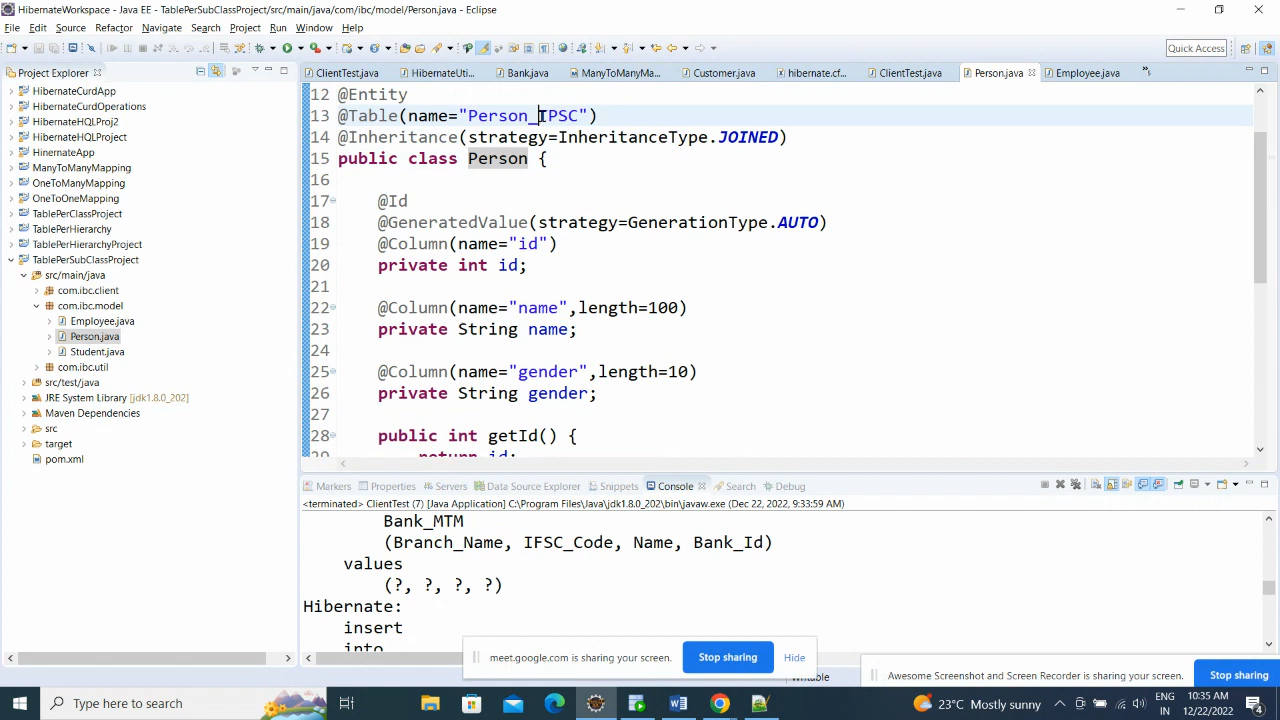 HibernateWorkspace - Java EE - TablePerSubClassProject/src/main/java/com/ibc/model/Person.java - Eclipse
File Edit Source Refactor Navigate Search Project Run Window Help
Quick Access
Project Explorer
HibernateCurdApp
HibernateCurdOperations
HibernateHQLProj2
HibernateHQLProject
HinernateApp
ManyToManyMapping
OneToManyMapping
OneToOneMapping
TablePerClassProject
TablePerHierarchy
TablePerHierarchyProject
TablePerSubClassProject
src/main/java
com.ibc.client
com.ibc.model
Employee.java
Person.java
Student.java
com.ibc.util
src/test/java
JRE System Library [jdk1.8.0_202]
Maven Dependencies
src
target
pom.xml
ClientTest.java HibernateUti... Bank.java ManyToManyMa... Customer.java hibernate.cf... ClientTest.java Person.java Employee.java
12 @Entity
13 @Table(name="Person_IPSC")
14 @Inheritance(strategy=InheritanceType.JOINED)
15 public class Person {
16
17 @Id
18 @GeneratedValue(strategy=GenerationType.AUTO)
19 @Column(name="id")
20 private int id;
21
22 @Column(name="name",length=100)
23 private String name;
24
25 @Column(name="gender",length=10)
26 private String gender;
27
28 public int getId() {
29 return id;
Markers Properties Servers Data Source Explorer Snippets Console Search Debug
<terminated> ClientTest (7) [Java Application] C:\Program Files\Java\jdk1.8.0_202\bin\javaw.exe (Dec 22, 2022, 9:33:59 AM)
Bank_MTM
(Branch_Name, IFSC_Code, Name, Bank_Id)
values
(?, ?, ?, ?)
Hibernate:
insert
into
meet.google.com is sharing your screen. Stop sharing Hide
Writable
Awesome Screenshot and Screen Recorder is sharing your screen. Stop sharing
Type here to search
23°C Mostly sunny
ENG
IN
10:35 AM
12/22/2022
4